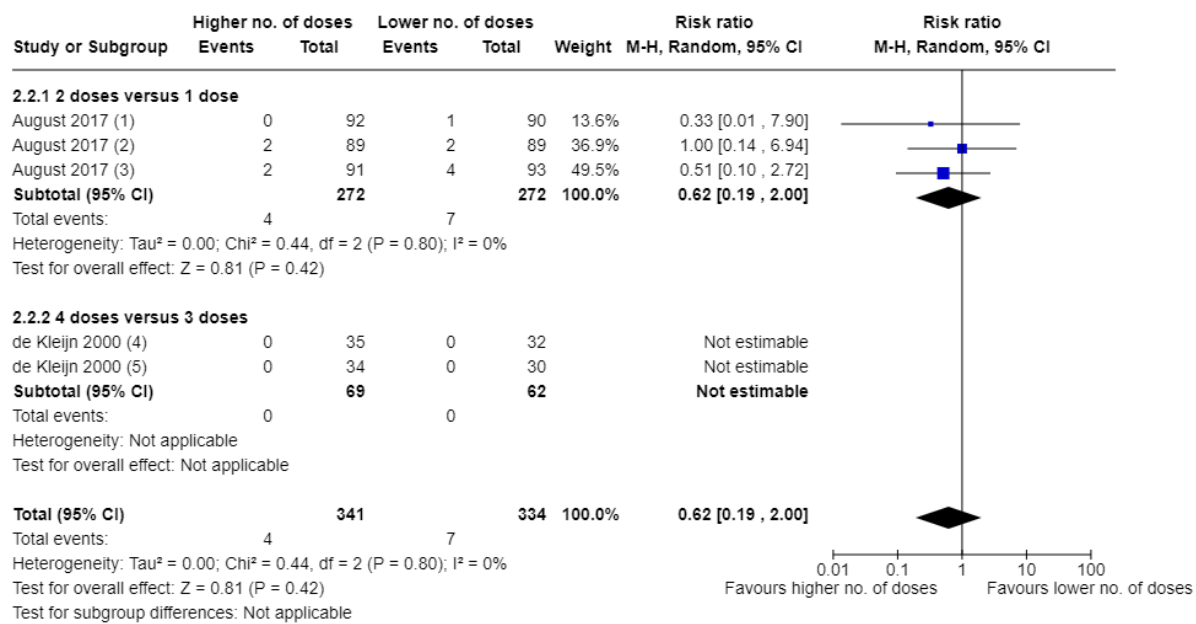 Higher no. of doses Lower no. of doses Risk ratio Risk ratio
Study or Subgroup Events Total Events Total Weight M-H, Random, 95% CI M-H, Random, 95% CI
2.2.1 2 doses versus 1 dose
August 2017 (1) 0 92 1 90 13.6% 0.33 [0.01 , 7.90]
August 2017 (2) 2 89 2 89 36.9% 1.00 [0.14 , 6.94]
August 2017 (3) 2 91 4 93 49.5% 0.51 [0.10 , 2.72]
Subtotal (95% CI) 272 272 100.0% 0.62 [0.19 , 2.00]
Total events: 4 7
Heterogeneity: Tau² = 0.00; Chi² = 0.44, df = 2 (P = 0.80); I² = 0%
Test for overall effect: Z = 0.81 (P = 0.42)
2.2.2 4 doses versus 3 doses
de Kleijn 2000 (4) 0 35 0 32 Not estimable
de Kleijn 2000 (5) 0 34 0 30 Not estimable
Subtotal (95% CI) 69 62 Not estimable
Total events: 0 0
Heterogeneity: Not applicable
Test for overall effect: Not applicable
Total (95% CI) 341 334 100.0% 0.62 [0.19 , 2.00]
Total events: 4 7
Heterogeneity: Tau² = 0.00; Chi² = 0.44, df = 2 (P = 0.80); I² = 0%
0.01 0.1 1 10 100
Test for overall effect: Z = 0.81 (P = 0.42) Favours higher no. of doses Favours lower no. of doses
Test for subgroup differences: Not applicable